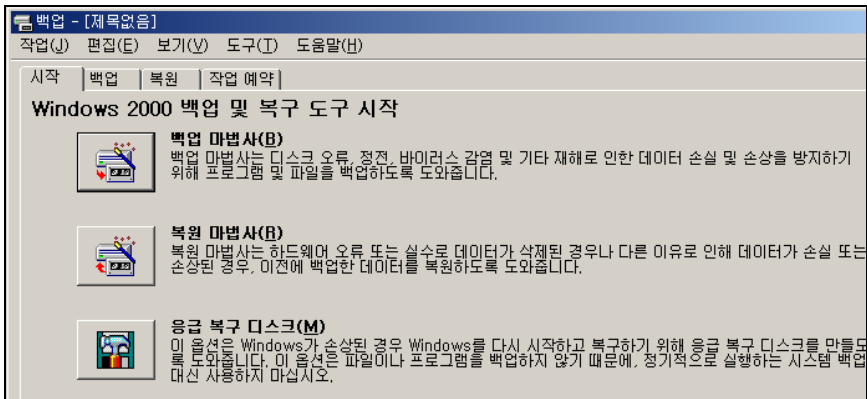 백업 - [제목없음]
작업(J) 편집(E) 보기(V) 도구(T) 도움말(H)
시작 백업 복원 작업 예약
Windows 2000 백업 및 복구 도구 시작
백업 마법사(B)
백업 마법사는 디스크 오류, 정전, 바이러스 감염 및 기타 재해로 인한 데이터 손실 및 손상을 방지하기
위해 프로그램 및 파일을 백업하도록 도와줍니다.
복원 마법사(R)
복원 마법사는 하드웨어 오류 또는 실수로 데이터가 삭제된 경우나 다른 이유로 인해 데이터가 손실 또는
손상된 경우, 이전에 백업한 데이터를 복원하도록 도와줍니다.
응급 복구 디스크(M)
이 옵션은 Windows가 손상된 경우 Windows를 다시 시작하고 복구하기 위해 응급 복구 디스크를 만들도
록 도와줍니다. 이 옵션은 파일이나 프로그램을 백업하지 않기 때문에, 정기적으로 실행하는 시스템 백업
대신 사용하지 마십시오.